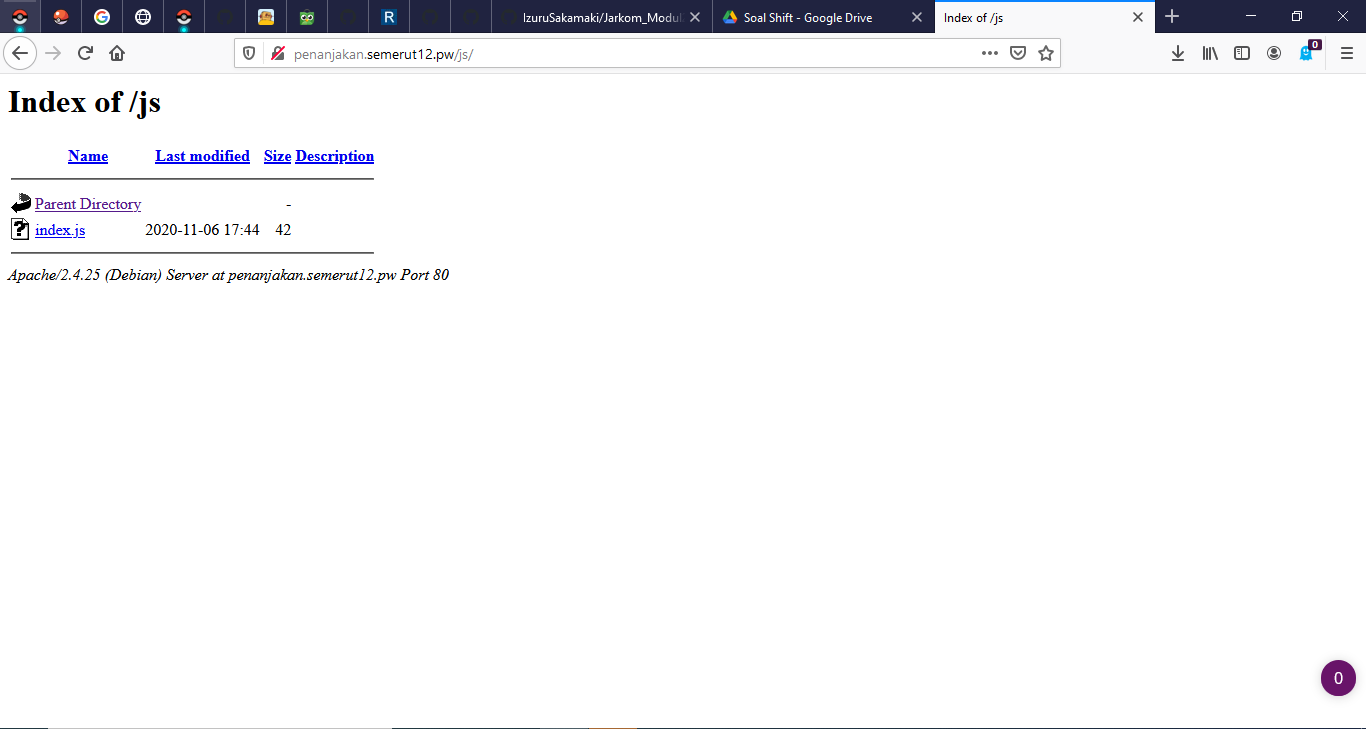 R
IzuruSakamaki/Jarkom_Modul
Soal Shift - Google Drive
Index of /js
penanjakan.semerut12.pw/js/
0
Index of /js
Name Last modified Size Description
Parent Directory -
index.js 2020-11-06 17:44 42
Apache/2.4.25 (Debian) Server at penanjakan.semerut12.pw Port 80
0